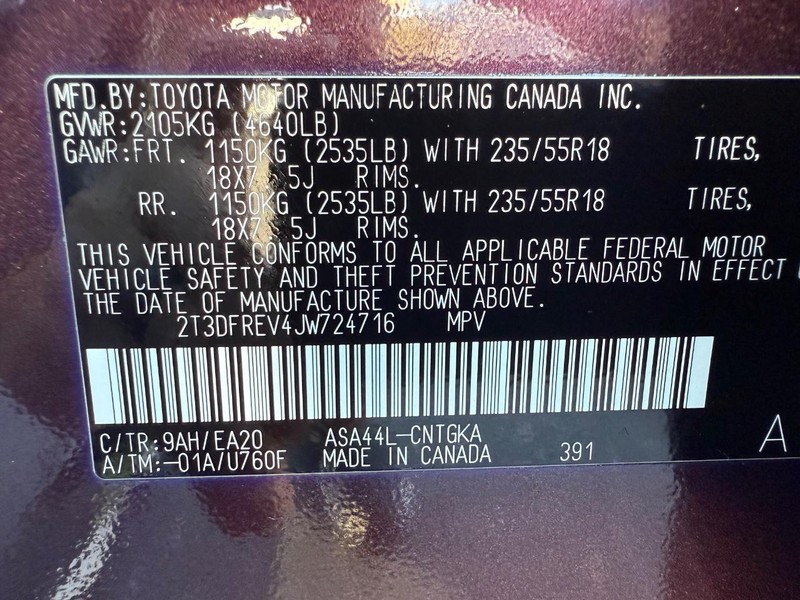 MFD.BY:TOYOTA MOTOR MANUFACTURING CANADA INC.
GVWR:2105KG (4640LB)
GAWR:FRT. 1150KG (2535LB) WITH 235/55R18 TIRES,
18X7.5J RIMS.
RR. 1150KG (2535LB) WITH 235/55R18 TIRES,
18X7.5J RIMS.
THIS VEHICLE CONFORMS TO ALL APPLICABLE FEDERAL MOTOR
VEHICLE SAFETY AND THEFT PREVENTION STANDARDS IN EFFECT
THE DATE OF MANUFACTURE SHOWN ABOVE.
2T3DFREV4JW724716 MPV
C/TR:9AH/EA20 ASA44L-CNTGKA
A/TM:-01A/U760F MADE IN CANADA 391 A